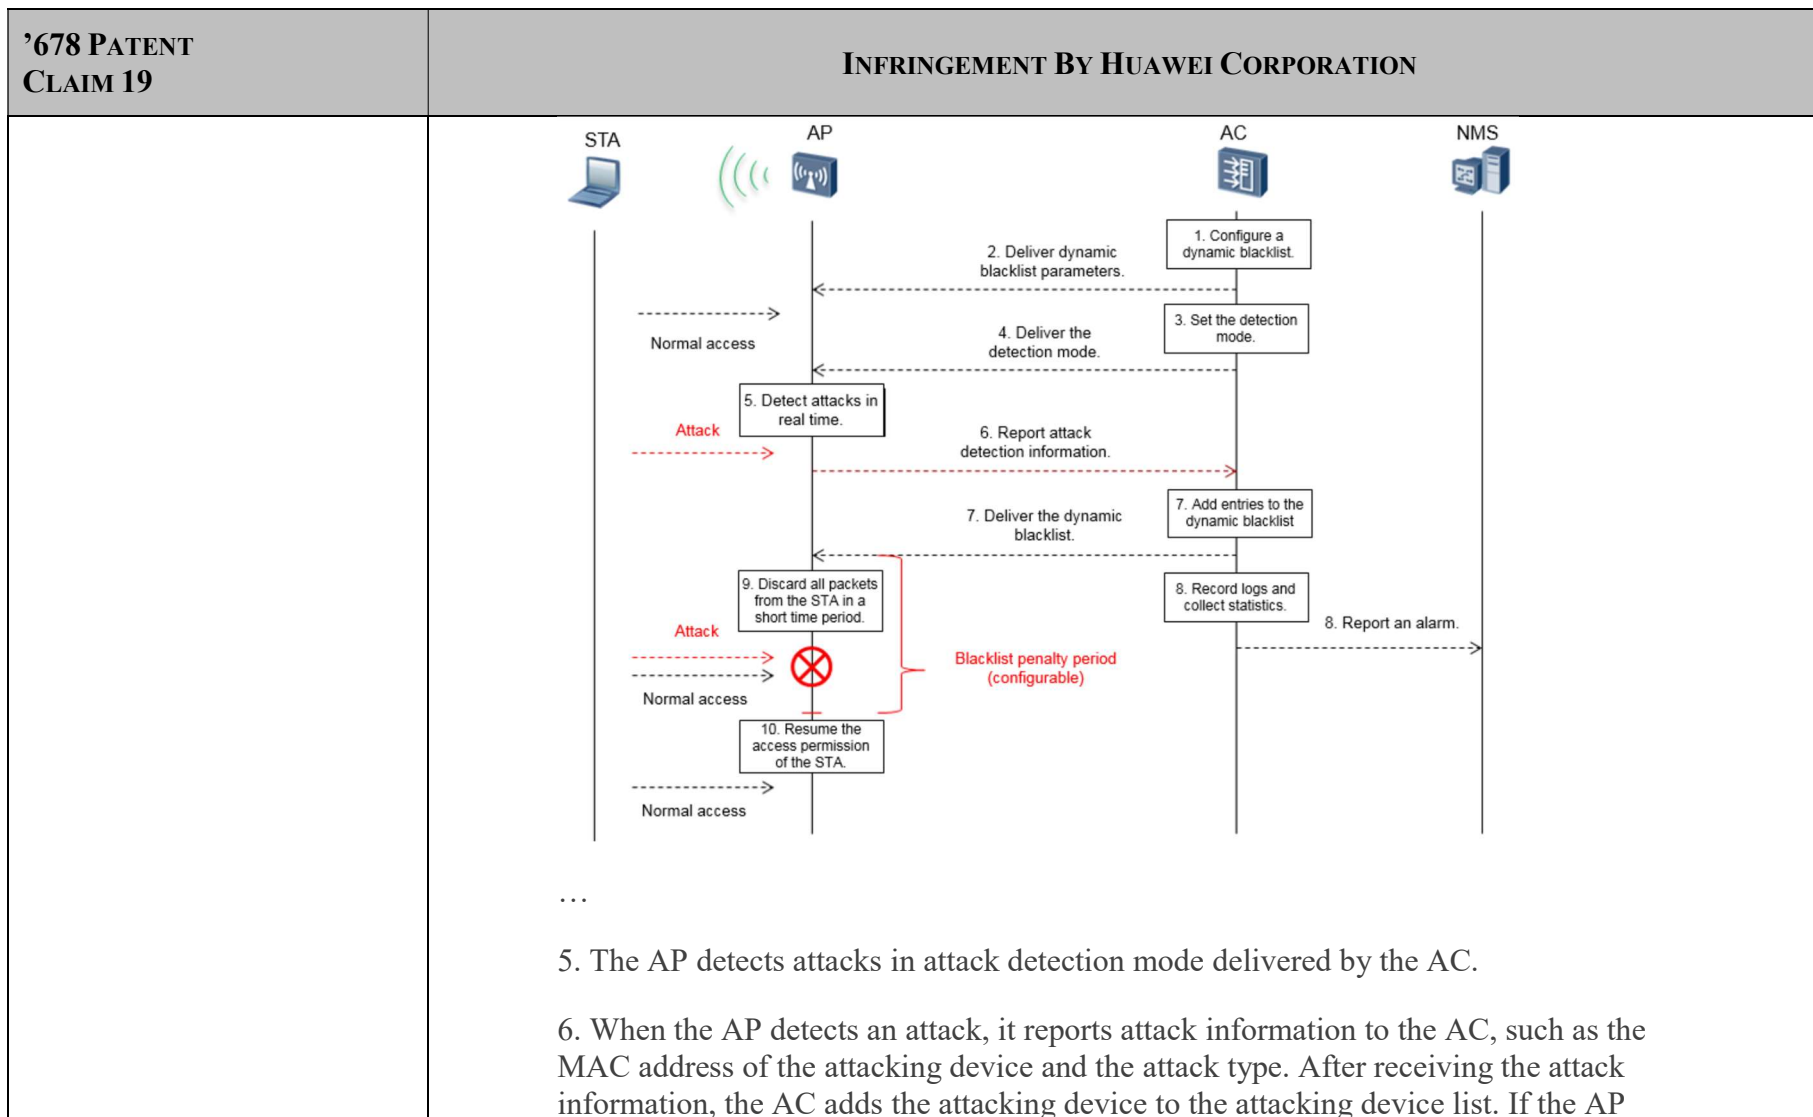 ’678 PATENT
CLAIM 19
INFRINGEMENT BY HUAWEI CORPORATION
STA
AP
AC
NMS
1. Configure a
dynamic blacklist.
2. Deliver dynamic
blacklist parameters.
Normal access
3. Set the detection
mode.
4. Deliver the
detection mode.
5. Detect attacks in
real time.
Attack
6. Report attack
detection information.
7. Add entries to the
dynamic blacklist
7. Deliver the dynamic
blacklist.
9. Discard all packets
from the STA in a
short time period.
8. Record logs and
collect statistics.
8. Report an alarm.
Attack
Blacklist penalty period
(configurable)
Normal access
10. Resume the
access permission
of the STA.
Normal access
…
5. The AP detects attacks in attack detection mode delivered by the AC.
6. When the AP detects an attack, it reports attack information to the AC, such as the
MAC address of the attacking device and the attack type. After receiving the attack
information, the AC adds the attacking device to the attacking device list. If the AP